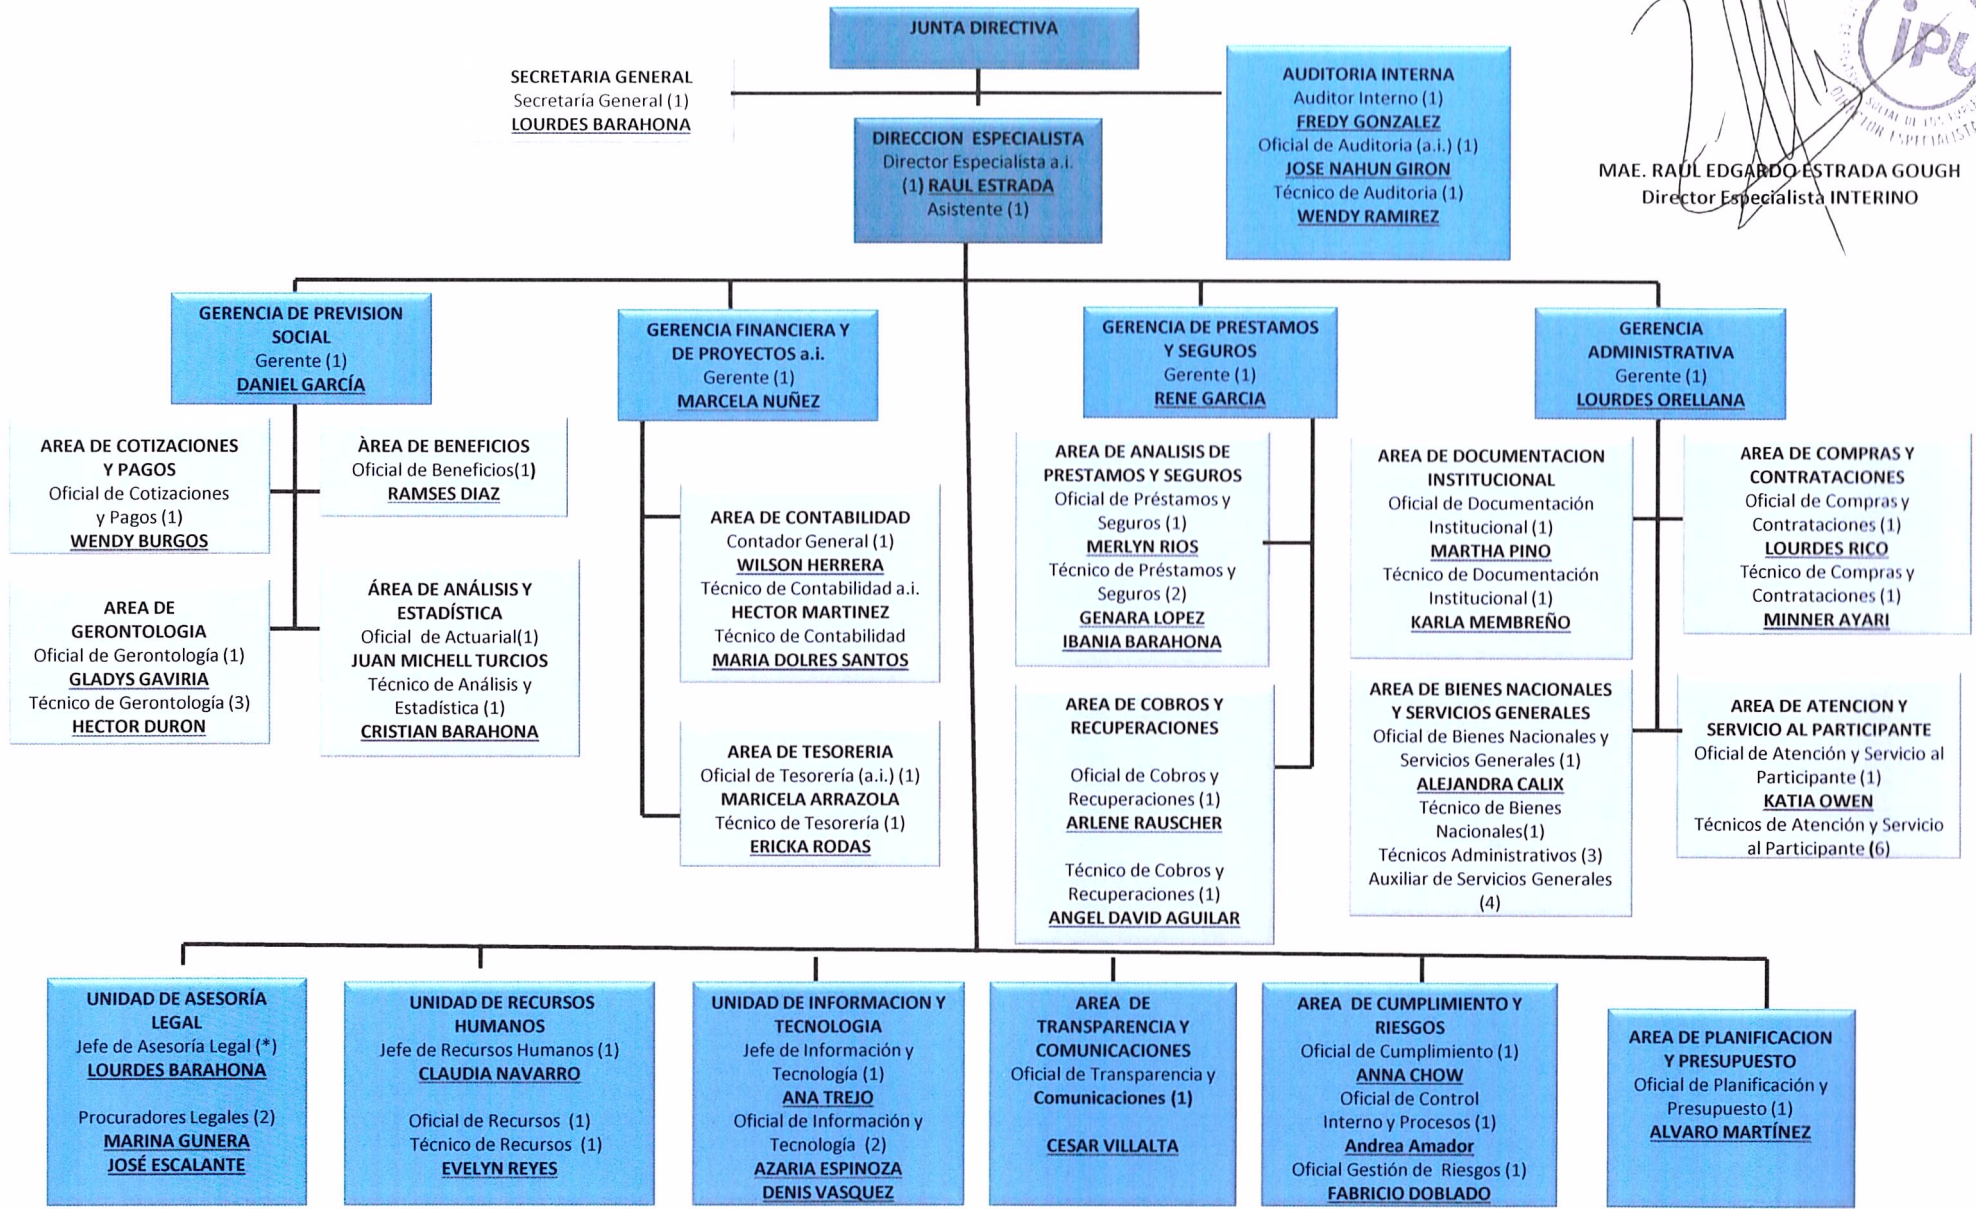 JUNTA DIRECTIVA
SECRETARIA GENERAL
Secretaría General (1)
LOURDES BARAHONA
DIRECCION ESPECIALISTA
Director Especialista a.i.
(1) RAUL ESTRADA
Asistente (1)
AUDITORIA INTERNA
Auditor Interno (1)
FREDY GONZALEZ
Oficial de Auditoria (a.i.) (1)
JOSE NAHUN GIRON
Técnico de Auditoria (1)
WENDY RAMIREZ
MAE. RAÚL EDGARDO ESTRADA GOUGH
Director Especialista INTERINO
GERENCIA DE PREVISION
SOCIAL
Gerente (1)
DANIEL GARCÍA
GERENCIA FINANCIERA Y
DE PROYECTOS a.i.
Gerente (1)
MARCELA NUÑEZ
GERENCIA DE PRESTAMOS
Y SEGUROS
Gerente (1)
RENE GARCIA
GERENCIA
ADMINISTRATIVA
Gerente (1)
LOURDES ORELLANA
AREA DE COTIZACIONES
Y PAGOS
Oficial de Cotizaciones
y Pagos (1)
WENDY BURGOS
ÀREA DE BENEFICIOS
Oficial de Beneficios(1)
RAMSES DIAZ
AREA DE
GERONTOLOGIA
Oficial de Gerontología (1)
GLADYS GAVIRIA
Técnico de Gerontología (3)
HECTOR DURON
ÁREA DE ANÁLISIS Y
ESTADÍSTICA
Oficial de Actuarial(1)
JUAN MICHELL TURCIOS
Técnico de Análisis y
Estadística (1)
CRISTIAN BARAHONA
AREA DE CONTABILIDAD
Contador General (1)
WILSON HERRERA
Técnico de Contabilidad a.i.
HECTOR MARTINEZ
Técnico de Contabilidad
MARIA DOLRES SANTOS
AREA DE TESORERIA
Oficial de Tesorería (a.i.) (1)
MARICELA ARRAZOLA
Técnico de Tesorería (1)
ERICKA RODAS
AREA DE ANALISIS DE
PRESTAMOS Y SEGUROS
Oficial de Préstamos y
Seguros (1)
MERLYN RIOS
Técnico de Préstamos y
Seguros (2)
GENARA LOPEZ
IBANIA BARAHONA
AREA DE COBROS Y
RECUPERACIONES
Oficial de Cobros y
Recuperaciones (1)
ARLENE RAUSCHER
Técnico de Cobros y
Recuperaciones (1)
ANGEL DAVID AGUILAR
AREA DE DOCUMENTACION
INSTITUCIONAL
Oficial de Documentación
Institucional (1)
MARTHA PINO
Técnico de Documentación
Institucional (1)
KARLA MEMBREÑO
AREA DE COMPRAS Y
CONTRATACIONES
Oficial de Compras y
Contrataciones (1)
LOURDES RICO
Técnico de Compras y
Contrataciones (1)
MINNER AYARI
AREA DE BIENES NACIONALES
Y SERVICIOS GENERALES
Oficial de Bienes Nacionales y
Servicios Generales (1)
ALEJANDRA CALIX
Técnico de Bienes
Nacionales(1)
Técnicos Administrativos (3)
Auxiliar de Servicios Generales
(4)
AREA DE ATENCION Y
SERVICIO AL PARTICIPANTE
Oficial de Atención y Servicio al
Participante (1)
KATIA OWEN
Técnicos de Atención y Servicio
al Participante (6)
UNIDAD DE ASESORÍA
LEGAL
Jefe de Asesoría Legal (*)
LOURDES BARAHONA
Procuradores Legales (2)
MARINA GUNERA
JOSÉ ESCALANTE
UNIDAD DE RECURSOS
HUMANOS
Jefe de Recursos Humanos (1)
CLAUDIA NAVARRO
Oficial de Recursos (1)
Técnico de Recursos (1)
EVELYN REYES
UNIDAD DE INFORMACION Y
TECNOLOGIA
Jefe de Información y
Tecnología (1)
ANA TREJO
Oficial de Información y
Tecnología (2)
AZARIA ESPINOZA
DENIS VASQUEZ
AREA DE
TRANSPARENCIA Y
COMUNICACIONES
Oficial de Transparencia y
Comunicaciones (1)
CESAR VILLALTA
AREA DE CUMPLIMIENTO Y
RIESGOS
Oficial de Cumplimiento (1)
ANNA CHOW
Oficial de Control
Interno y Procesos (1)
Andrea Amador
Oficial Gestión de Riesgos (1)
FABRICIO DOBLADO
AREA DE PLANIFICACION
Y PRESUPUESTO
Oficial de Planificación y
Presupuesto (1)
ALVARO MARTÍNEZ